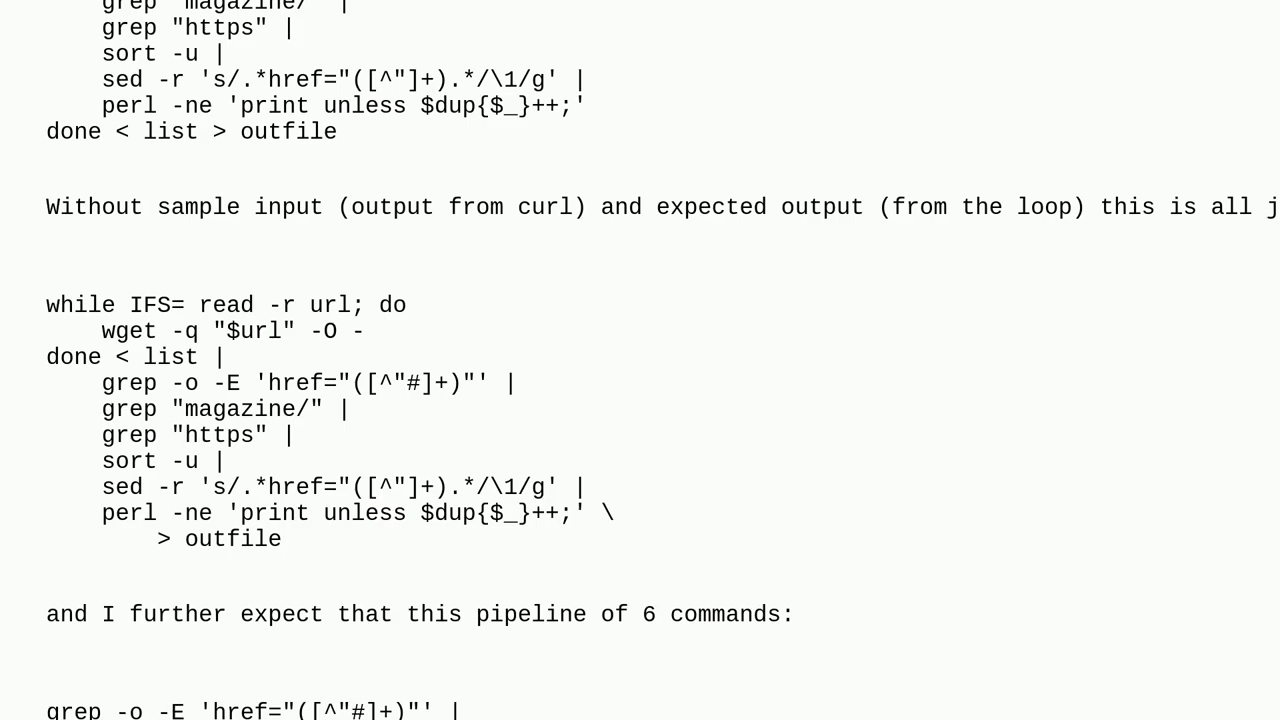 grep "magazine/" |
grep "https" |
sort -u |
sed -r 's/.*href="([^"]+).*/\1/g' |
perl -ne 'print unless $dup{$_}++;'
done < list > outfile
Without sample input (output from curl) and expected output (from the loop) this is all j
while IFS= read -r url; do
wget -q "$url" -O -
done < list |
grep -o -E 'href="([^"#]+)"' |
grep "magazine/" |
grep "https" |
sort -u |
sed -r 's/.*href="([^"]+).*/\1/g' |
perl -ne 'print unless $dup{$_}++;' \
> outfile
and I further expect that this pipeline of 6 commands:
grep -o -E 'href="([^"#]+)"' |